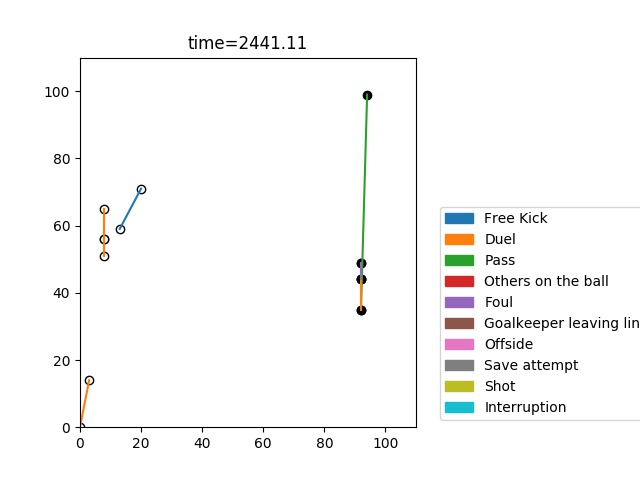 time=2441.11
100
80
60
40
20
0
0 20 40 60 80 100
Free Kick
Duel
Pass
Others on the ball
Foul
Goalkeeper leaving lin
Offside
Save attempt
Shot
Interruption